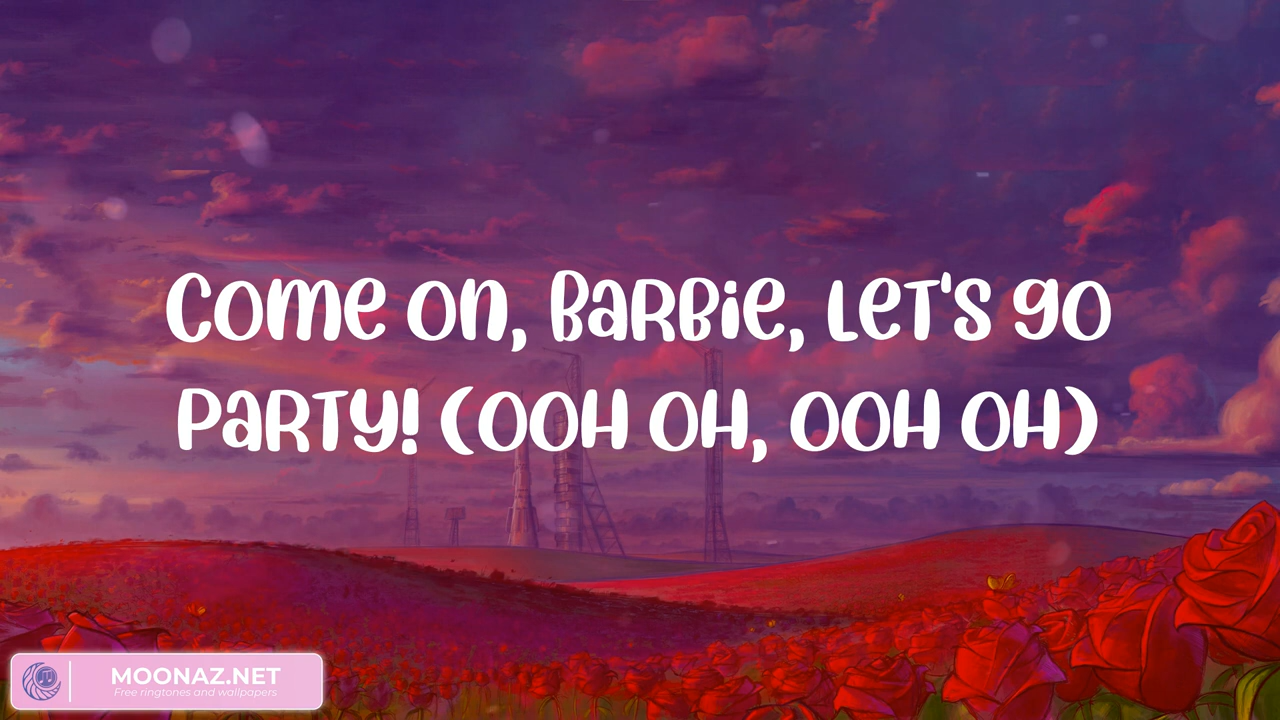 Come on, Barbie, let's go
party! (Ooh oh, ooh oh)
MOONAZ.NET
Free ringtones and wallpapers